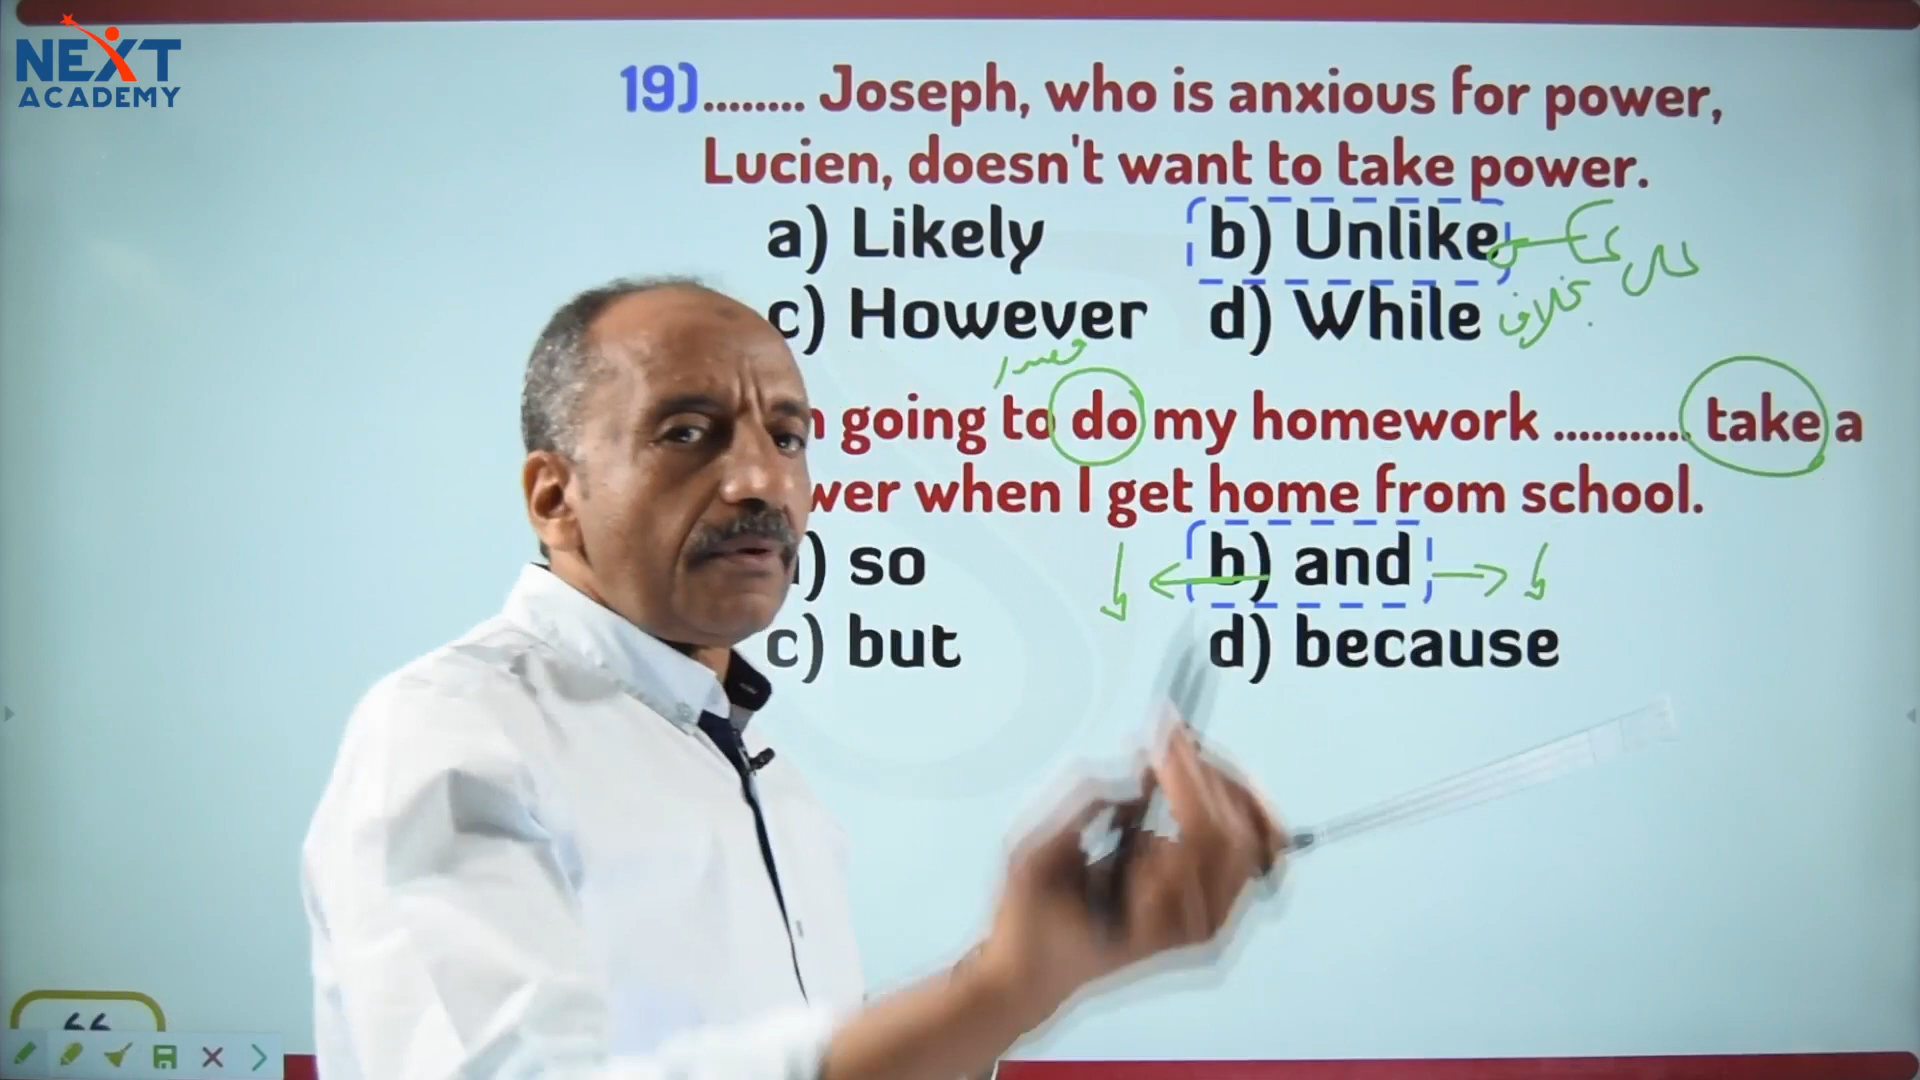 NEXT
ACADEMY
19)........ Joseph, who is anxious for power,
Lucien, doesn't want to take power.
a) Likely b) Unlike
c) However d) While
going to do my homework ........... take a
wer when I get home from school.
) so b) and
c) but d) because
66